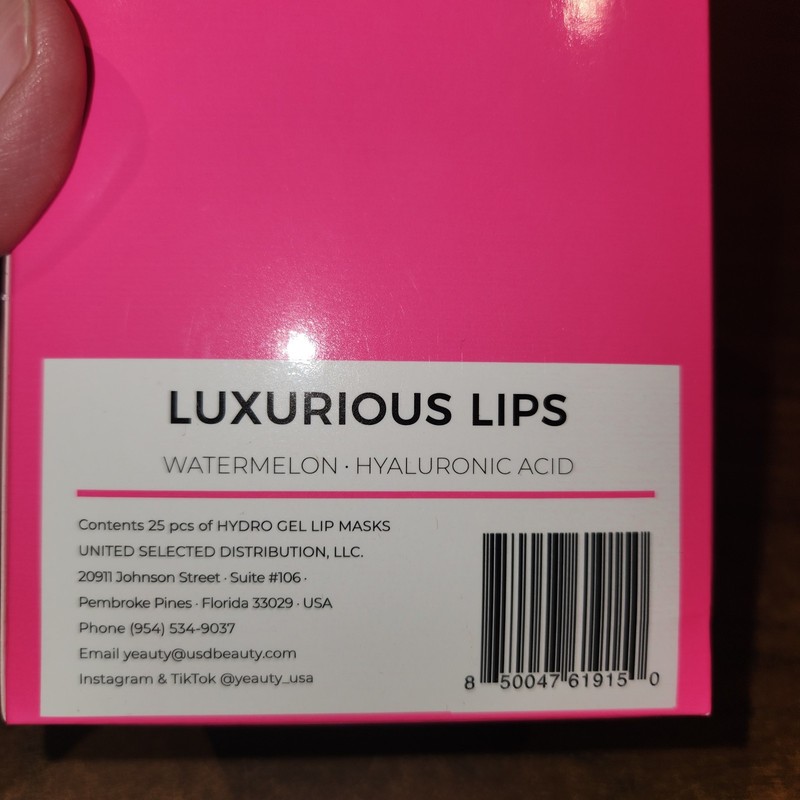 LUXURIOUS LIPS
WATERMELON · HYALURONIC ACID
Contents 25 pcs of HYDRO GEL LIP MASKS
UNITED SELECTED DISTRIBUTION, LLC.
20911 Johnson Street · Suite #106 ·
Pembroke Pines · Florida 33029 · USA
Phone (954) 534-9037
Email yeauty@usdbeauty.com
Instagram & TikTok @yeauty_usa
8 50047 61915 0